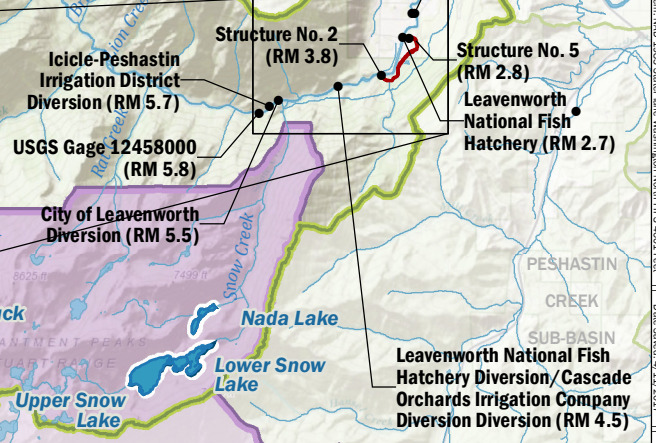 Structure No. 2
(RM 3.8)
Structure No. 5
(RM 2.8)
Icicle-Peshastin
Irrigation District
Diversion (RM 5.7)
Leavenworth
National Fish
Hatchery (RM 2.7)
USGS Gage 12458000
(RM 5.8)
City of Leavenworth
Diversion (RM 5.5)
Snow Creek
8625 ft
7499 ft
PESHASTIN
CREEK
SUB-BASIN
Nada Lake
Lower Snow
Lake
Upper Snow
Lake
Leavenworth National Fish
Hatchery Diversion/Cascade
Orchards Irrigation Company
Diversion Diversion (RM 4.5)